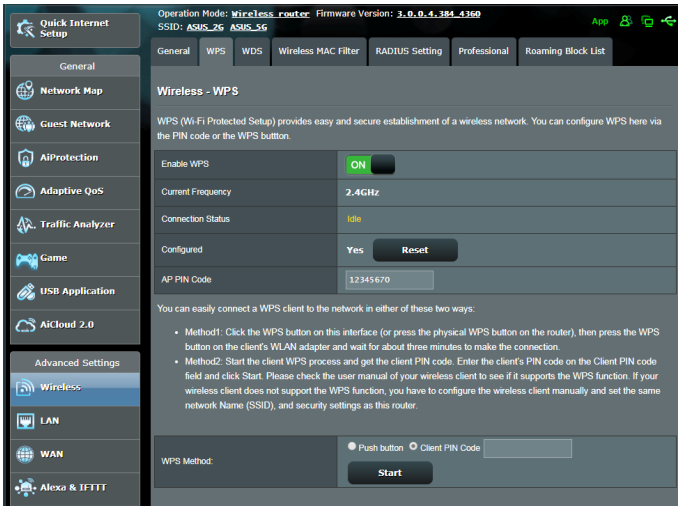 Quick Internet Setup
Operation Mode: Wireless router Firmware Version: 3.0.0.4.384_4360
SSID: ASUS_2G ASUS_5G
App
General
WPS
WDS
Wireless MAC Filter
RADIUS Setting
Professional
Roaming Block List
General
Network Map
Guest Network
AiProtection
Adaptive QoS
Traffic Analyzer
Game
USB Application
AiCloud 2.0
Advanced Settings
Wireless
LAN
WAN
Alexa & IFTTT
Wireless - WPS
WPS (Wi-Fi Protected Setup) provides easy and secure establishment of a wireless network. You can configure WPS here via
the PIN code or the WPS buttton.
Enable WPS ON
Current Frequency 2.4GHz
Connection Status Idle
Configured Yes Reset
AP PIN Code 12345670
You can easily connect a WPS client to the network in either of these two ways:
• Method1: Click the WPS button on this interface (or press the physical WPS button on the router), then press the WPS
button on the client's WLAN adapter and wait for about three minutes to make the connection.
• Method2: Start the client WPS process and get the client PIN code. Enter the client's PIN code on the Client PIN code
field and click Start. Please check the user manual of your wireless client to see if it supports the WPS function. If your
wireless client does not support the WPS function, you have to configure the wireless client manually and set the same
network Name (SSID), and security settings as this router.
WPS Method: Push button Client PIN Code
Start